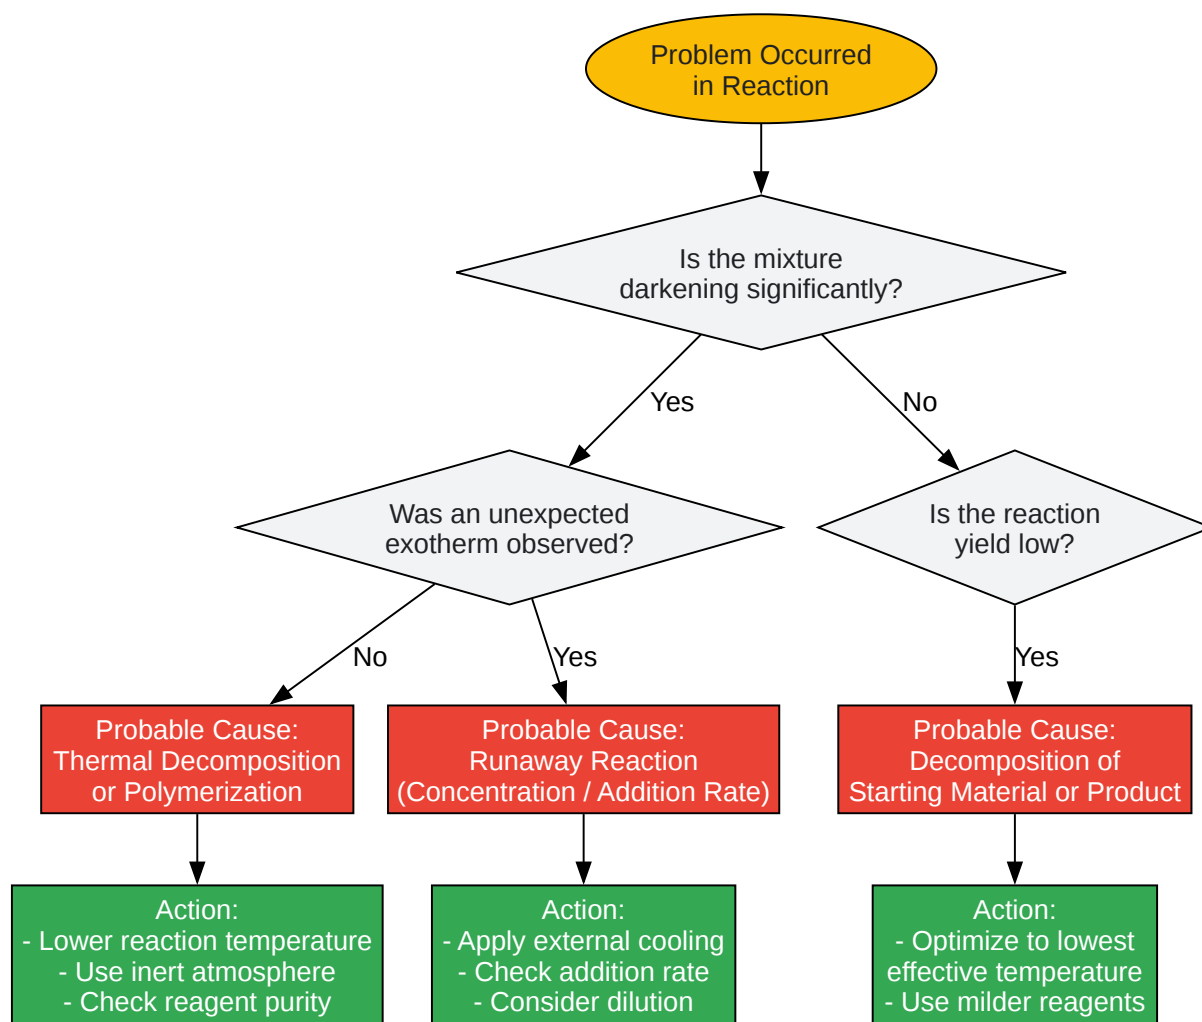 Problem Occurred
in Reaction
Is the mixture
darkening significantly?
Yes
No
Was an unexpected
exotherm observed?
Is the reaction
yield low?
No
Yes
Yes
Probable Cause:
Thermal Decomposition
or Polymerization
Probable Cause:
Runaway Reaction
(Concentration / Addition Rate)
Probable Cause:
Decomposition of
Starting Material or Product
Action:
- Lower reaction temperature
- Use inert atmosphere
- Check reagent purity
Action:
- Apply external cooling
- Check addition rate
- Consider dilution
Action:
- Optimize to lowest
effective temperature
- Use milder reagents